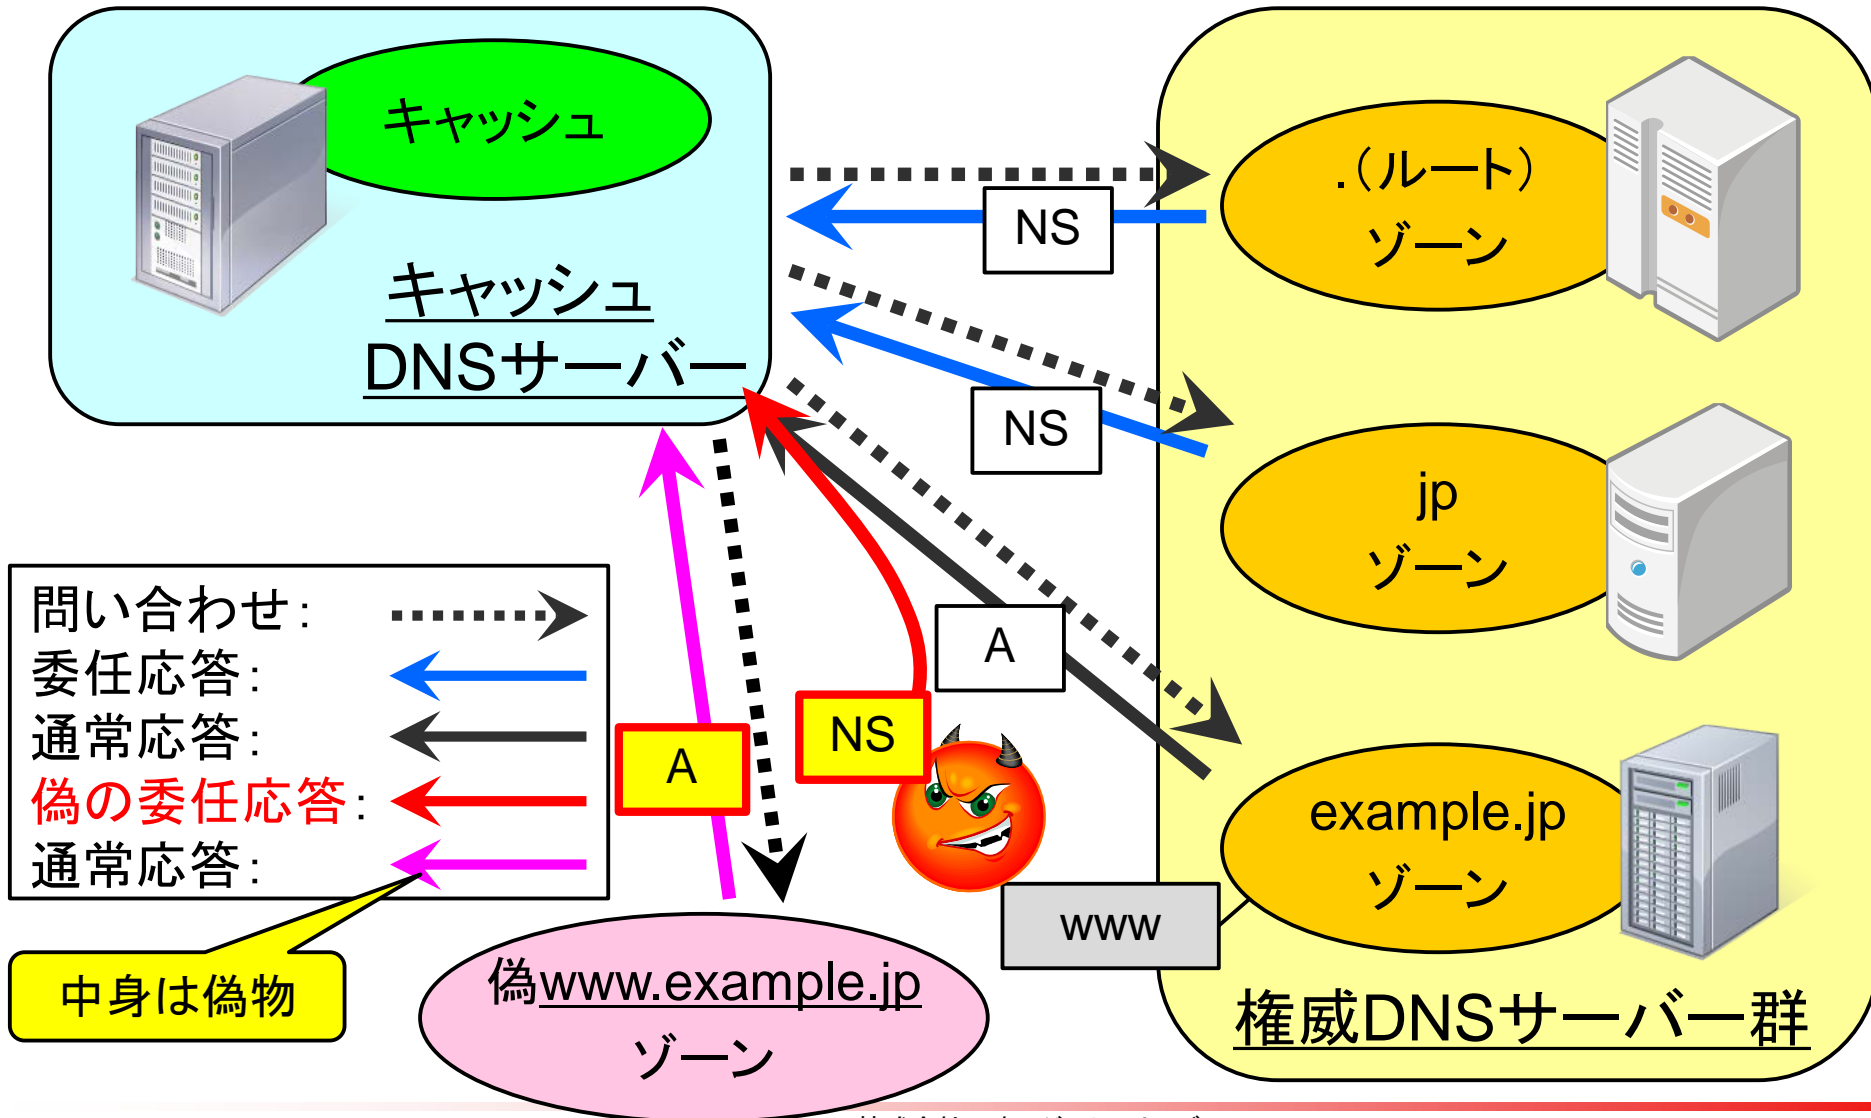 キャッシュ
キャッシュ
DNSサーバー
.(ルート)
ゾーン
NS
NS
jp
ゾーン
A
NS
A
example.jp
ゾーン
www
権威DNSサーバー群
問い合わせ:
委任応答:
通常応答:
偽の委任応答:
通常応答:
中身は偽物
偽www.example.jp
ゾーン